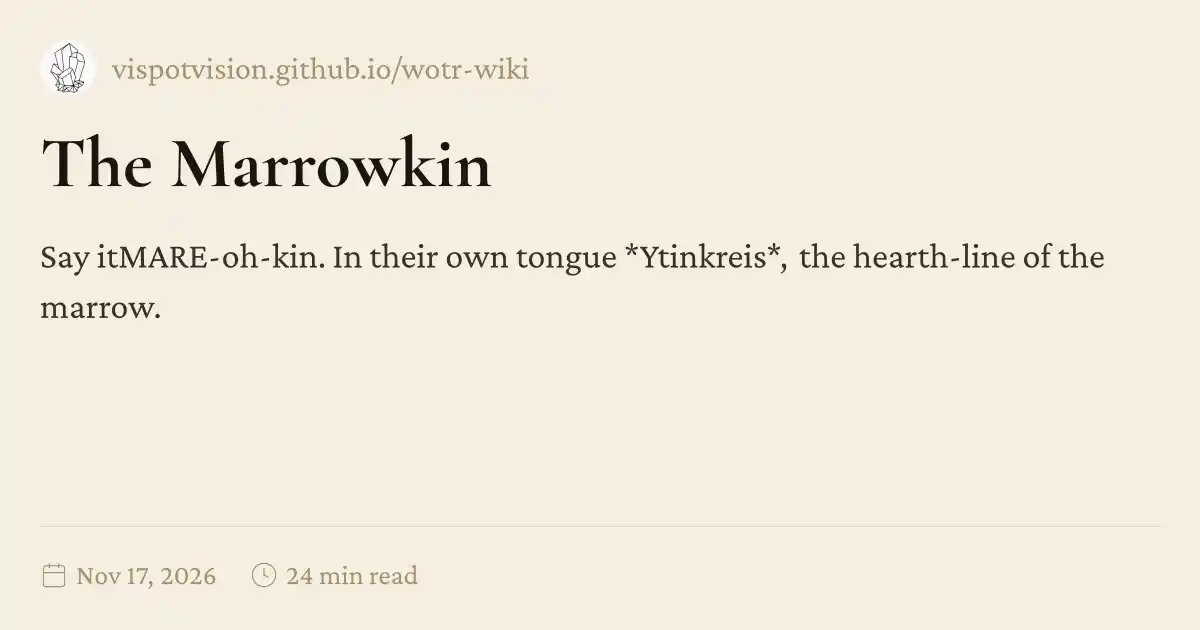 vispotvision.github.io/wotr-wiki
The Marrowkin
Say itMARE-oh-kin. In their own tongue *Ytinkreis*, the hearth-line of the
marrow.
Nov 17, 2026
24 min read